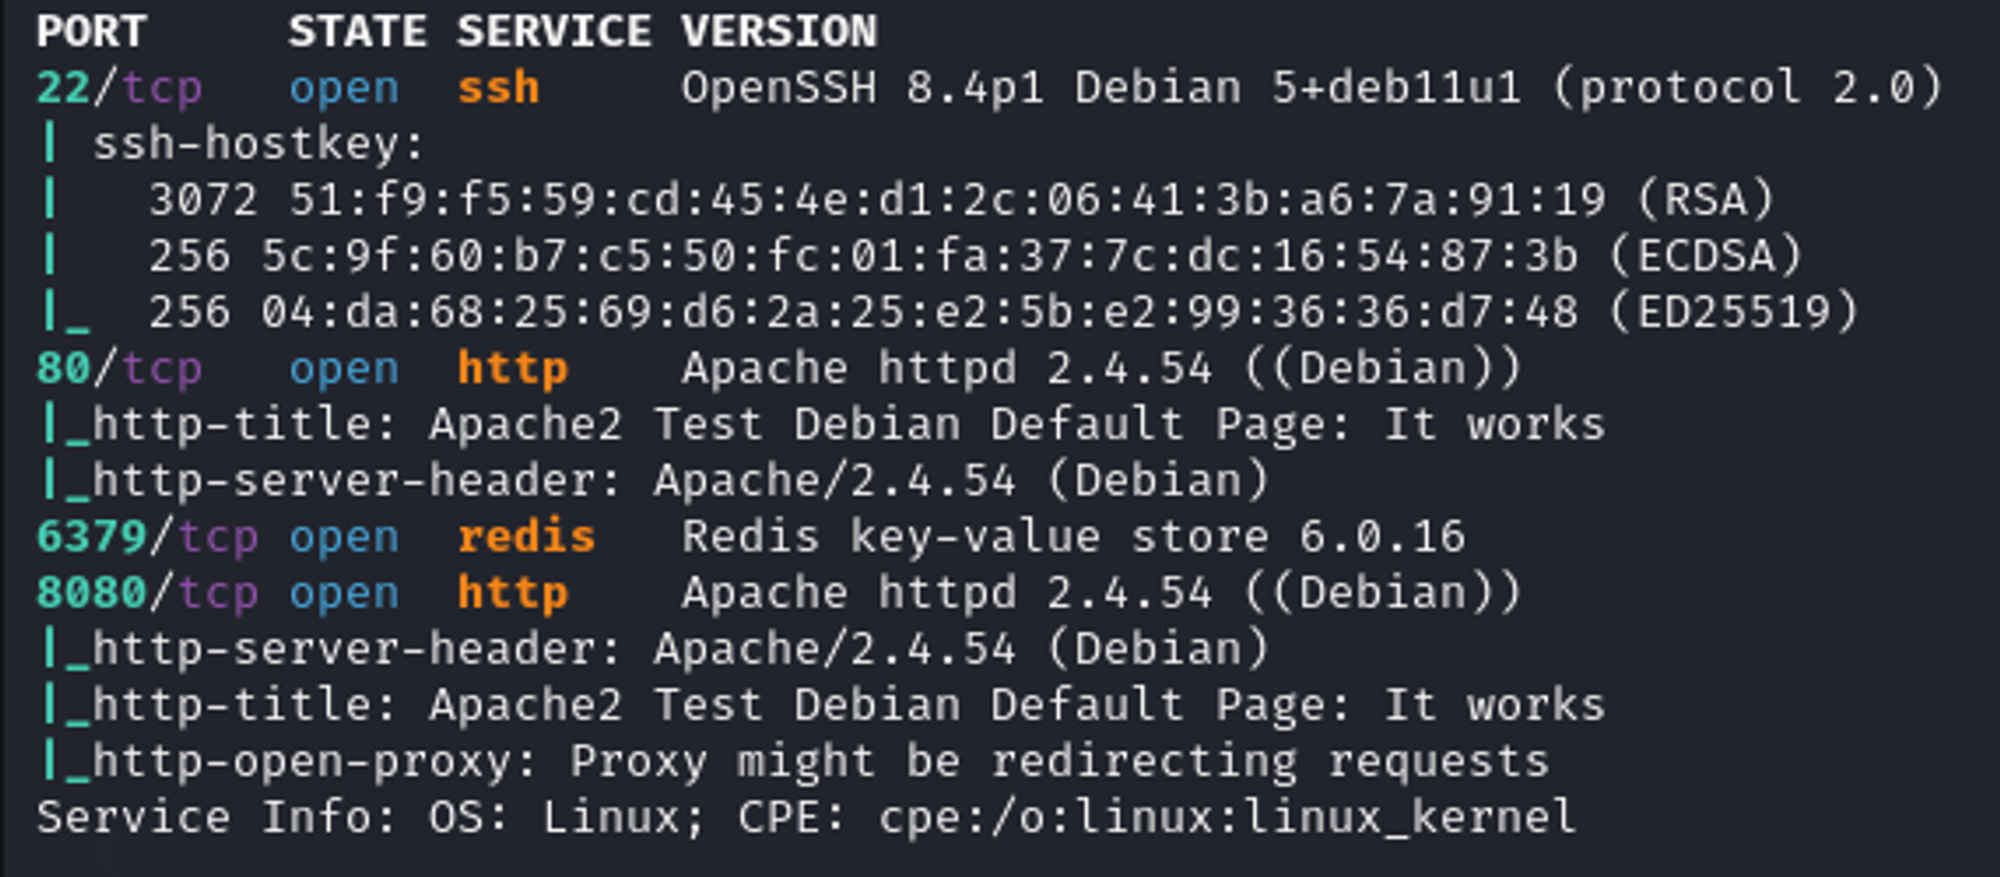 PORT     STATE SERVICE VERSION
22/tcp   open  ssh     OpenSSH 8.4p1 Debian 5+deb11u1 (protocol 2.0)
| ssh-hostkey:
|   3072 51:f9:f5:59:cd:45:4e:d1:2c:06:41:3b:a6:7a:91:19 (RSA)
|   256 5c:9f:60:b7:c5:50:fc:01:fa:37:7c:dc:16:54:87:3b (ECDSA)
|_  256 04:da:68:25:69:d6:2a:25:e2:5b:e2:99:36:36:d7:48 (ED25519)
80/tcp   open  http    Apache httpd 2.4.54 ((Debian))
|_http-title: Apache2 Test Debian Default Page: It works
|_http-server-header: Apache/2.4.54 (Debian)
6379/tcp open  redis   Redis key-value store 6.0.16
8080/tcp open  http    Apache httpd 2.4.54 ((Debian))
|_http-server-header: Apache/2.4.54 (Debian)
|_http-title: Apache2 Test Debian Default Page: It works
|_http-open-proxy: Proxy might be redirecting requests
Service Info: OS: Linux; CPE: cpe:/o:linux:linux_kernel